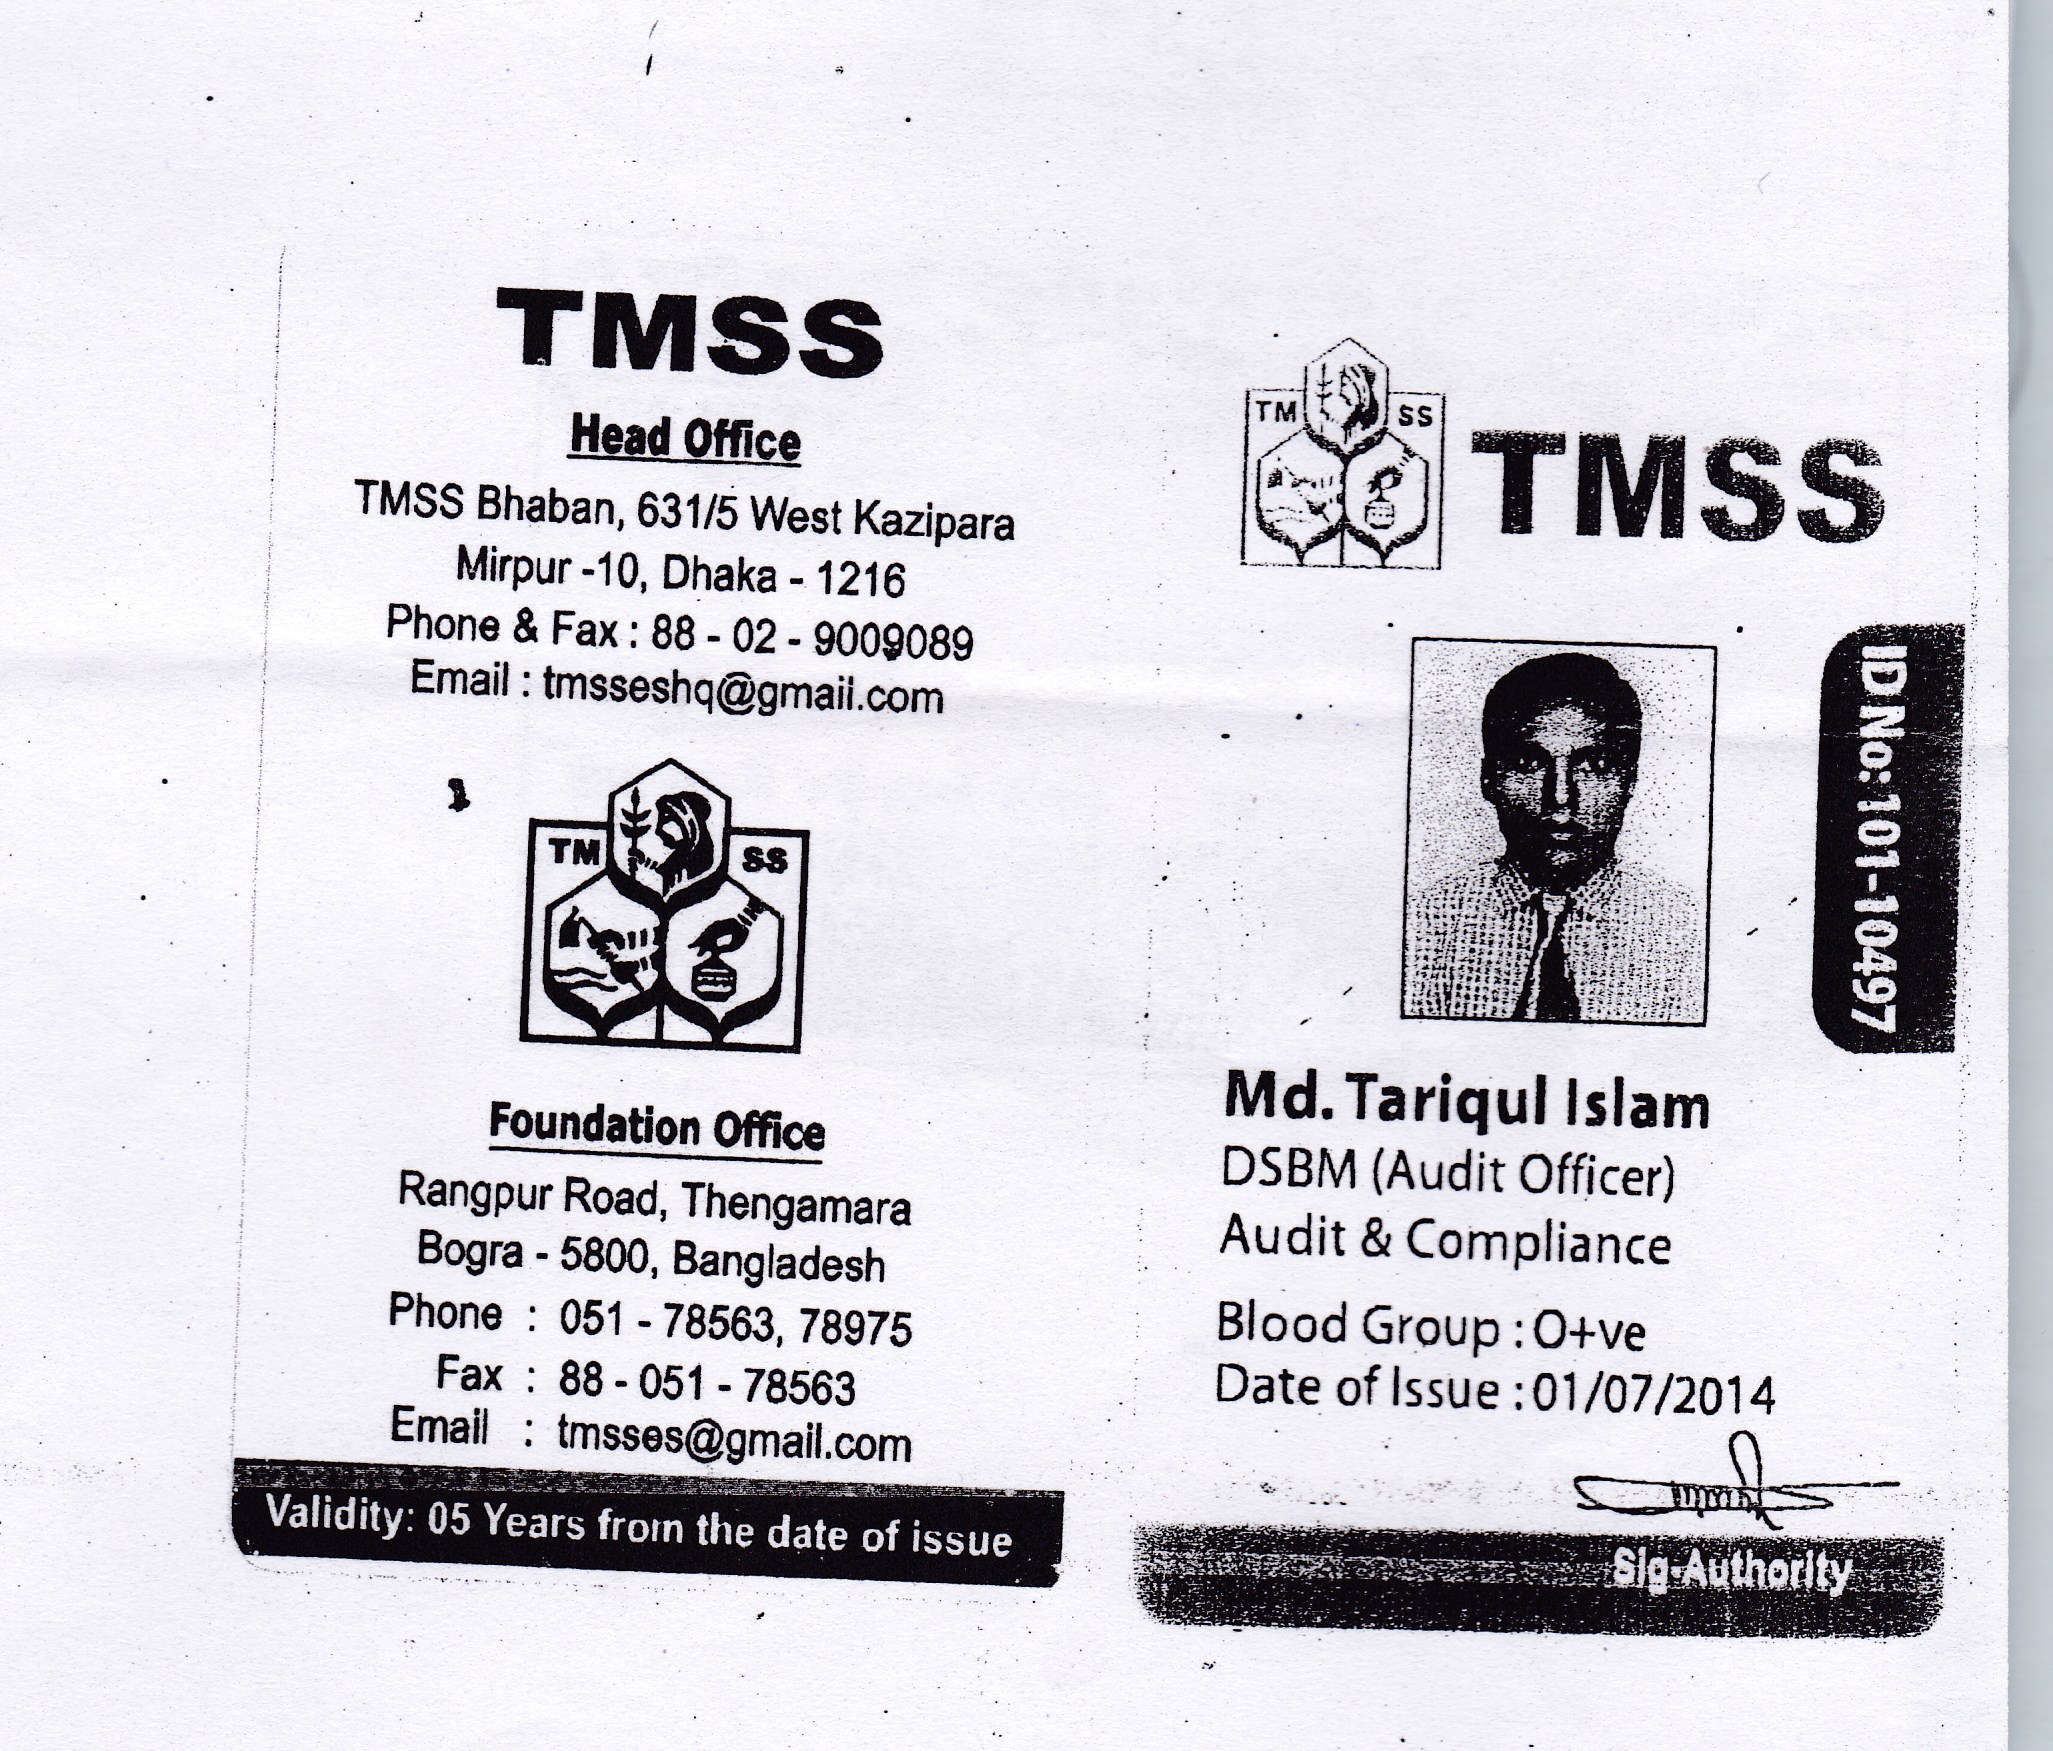 TMSS
Head Office
TMSS Bhaban, 631/5 West Kazipara
Mirpur -10, Dhaka - 1216
Phone & Fax : 88 - 02 - 9009089
Email : tmsseshq@gmail.com
TM SS
Foundation Office
Rangpur Road, Thengamara
Bogra - 5800, Bangladesh
Phone : 051 - 78563, 78975
Fax : 88 - 051 - 78563
Email : tmsses@gmail.com
Validity: 05 Years from the date of issue
TM SS
TMSS
ID No: 101-10497
Md. Tariqul Islam
DSBM (Audit Officer)
Audit & Compliance
Blood Group : O+ve
Date of Issue : 01/07/2014
Sig-Authority